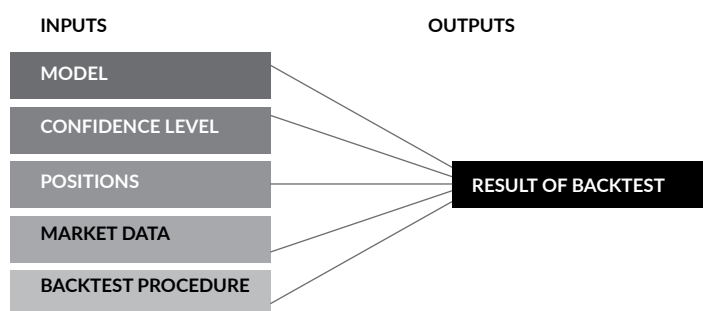 INPUTS
OUTPUTS
MODEL
CONFIDENCE LEVEL
POSITIONS
RESULT OF BACKTEST
MARKET DATA
BACKTEST PROCEDURE